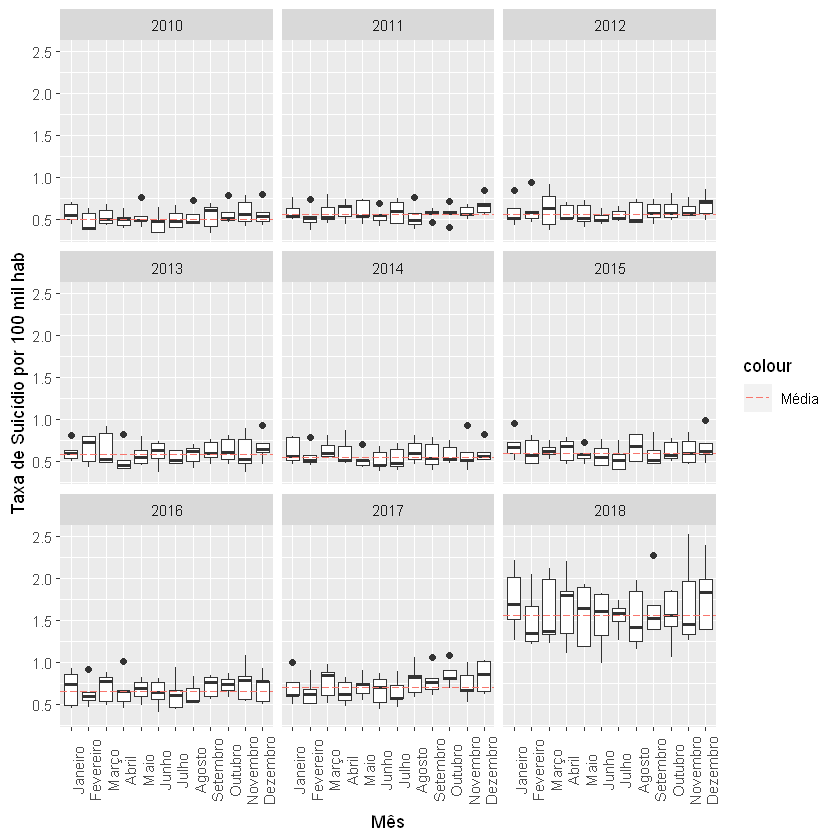 2010 2011 2012
2.5
2.0
1.5
1.0
0.5
2013 2014 2015
2.5
2.0
1.5
1.0
0.5
2016 2017 2018
2.5
2.0
1.5
1.0
0.5
Taxa de Suicídio por 100 mil hab
Janeiro
Fevereiro
Março
Abril
Maio
Junho
Julho
Agosto
Setembro
Outubro
Novembro
Dezembro
Janeiro
Fevereiro
Março
Abril
Maio
Junho
Julho
Agosto
Setembro
Outubro
Novembro
Dezembro
Janeiro
Fevereiro
Março
Abril
Maio
Junho
Julho
Agosto
Setembro
Outubro
Novembro
Dezembro
Mês
colour
Média